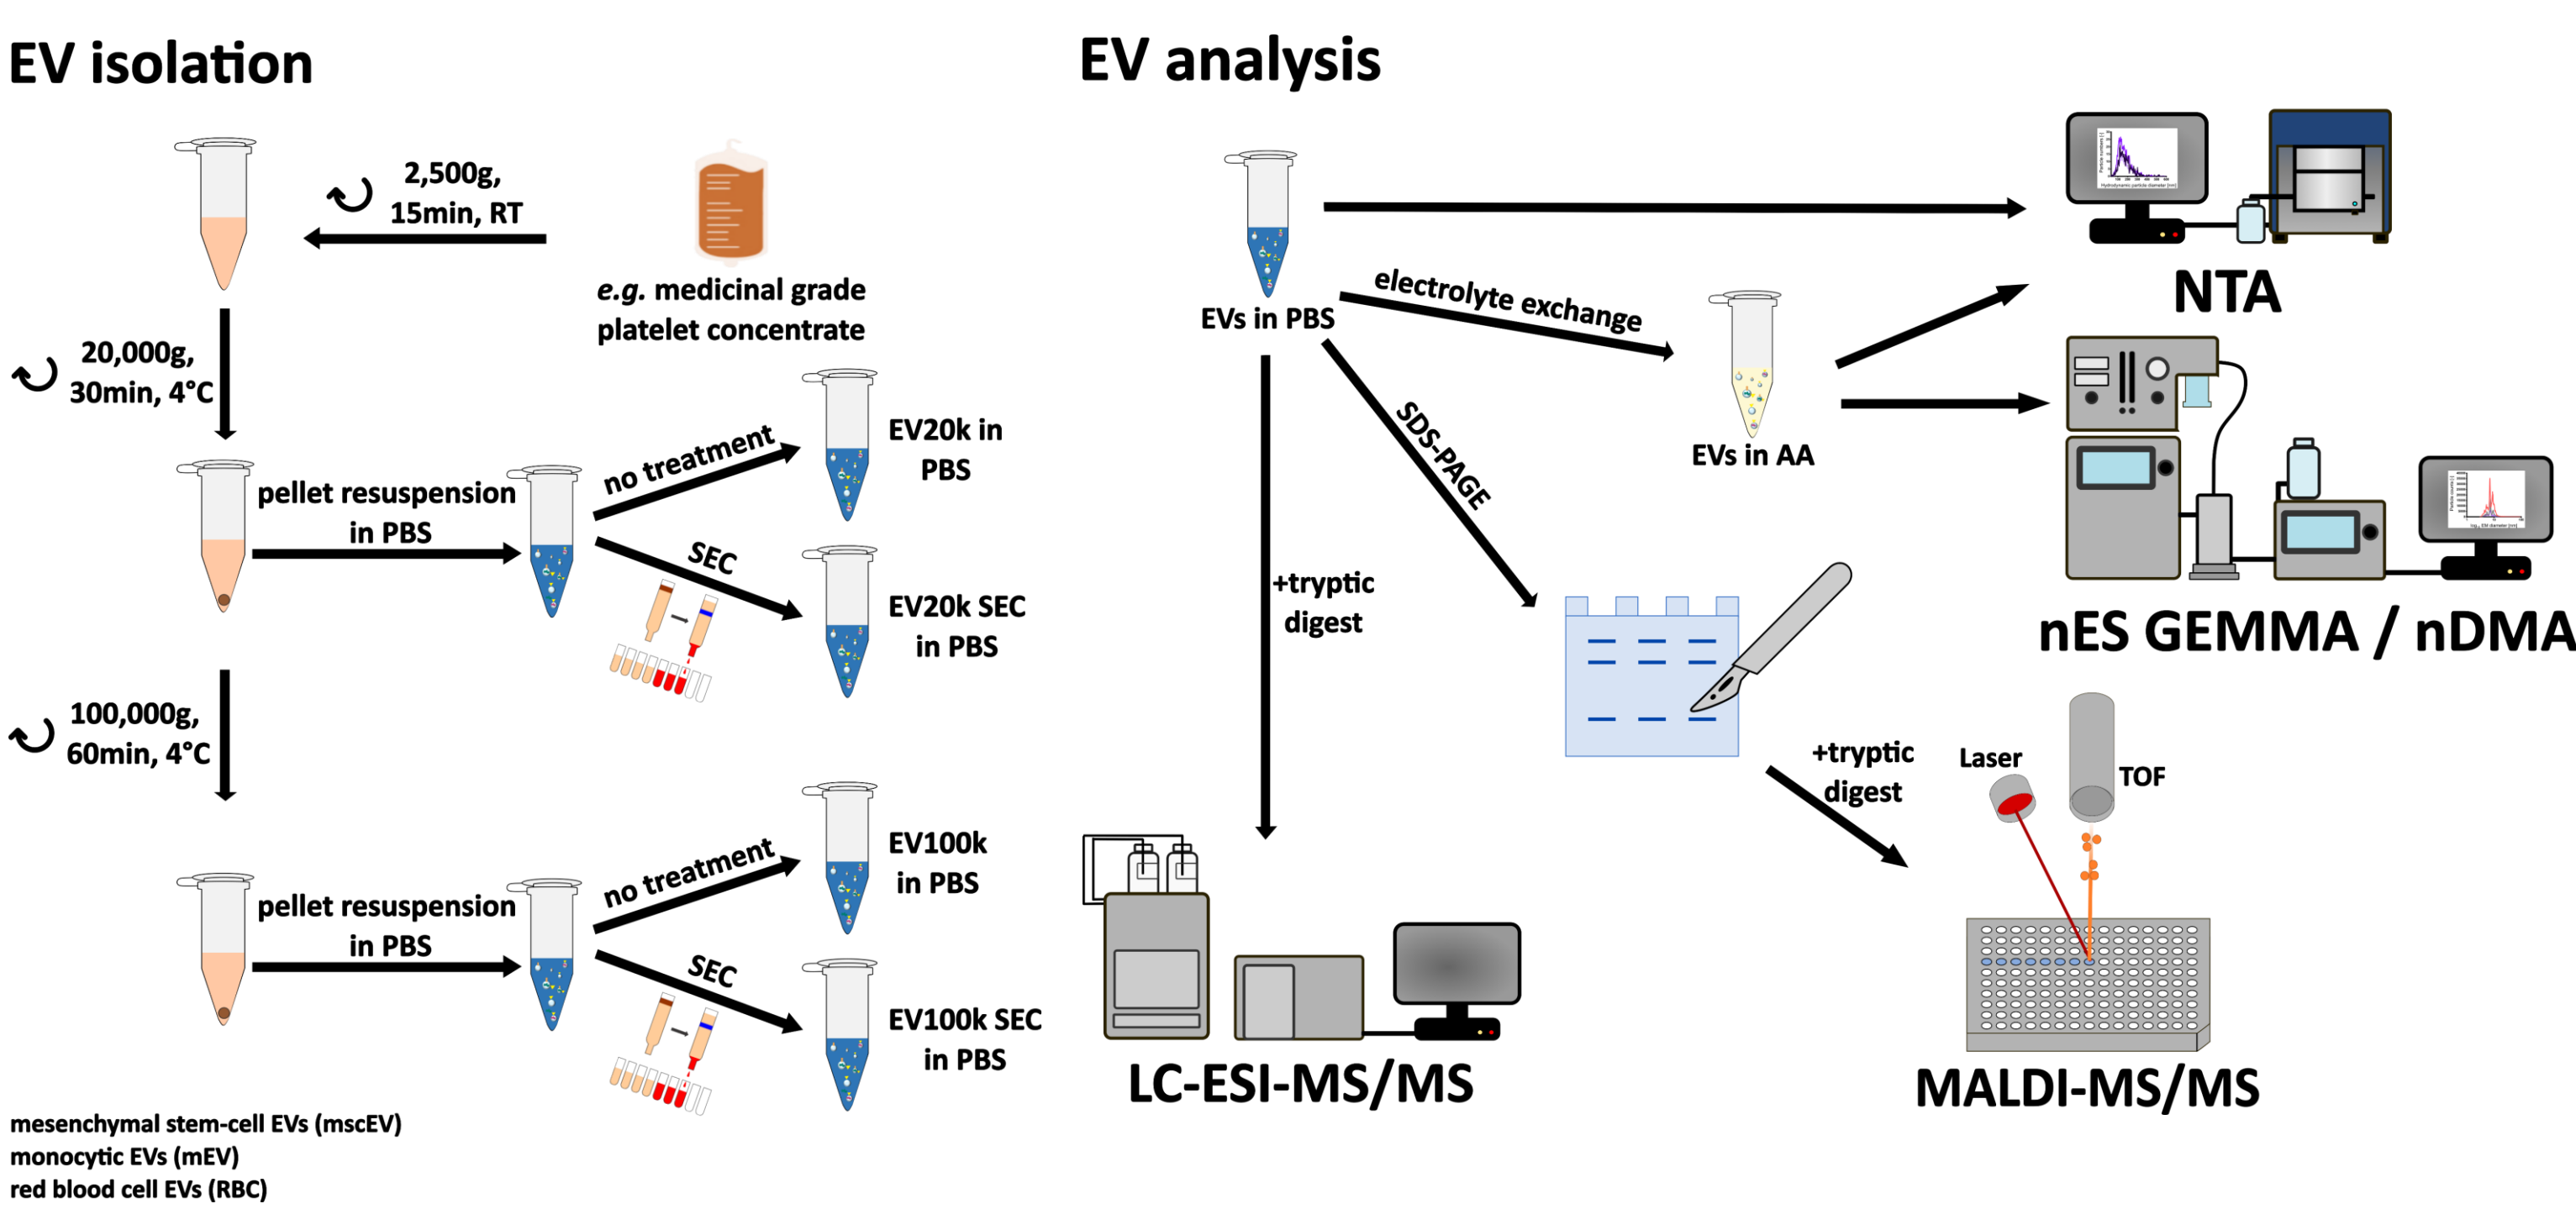 EV isolation
2,500g,
15min, RT
e.g. medicinal grade
platelet concentrate
20,000g,
30min, 4°C
pellet resuspension
in PBS
no treatment
EV20k in
PBS
SEC
EV20k SEC
in PBS
100,000g,
60min, 4°C
pellet resuspension
in PBS
no treatment
EV100k
in PBS
SEC
EV100k SEC
in PBS
mesenchymal stem-cell EVs (mscEV)
monocytic EVs (mEV)
red blood cell EVs (RBC)
EV analysis
EVs in PBS
electrolyte exchange
EVs in AA
NTA
Hydrodynamic particle diameter [nm]
nES GEMMA / nDMA
SDS-PAGE
+tryptic
digest
+tryptic
digest
Laser
TOF
LC-ESI-MS/MS
MALDI-MS/MS